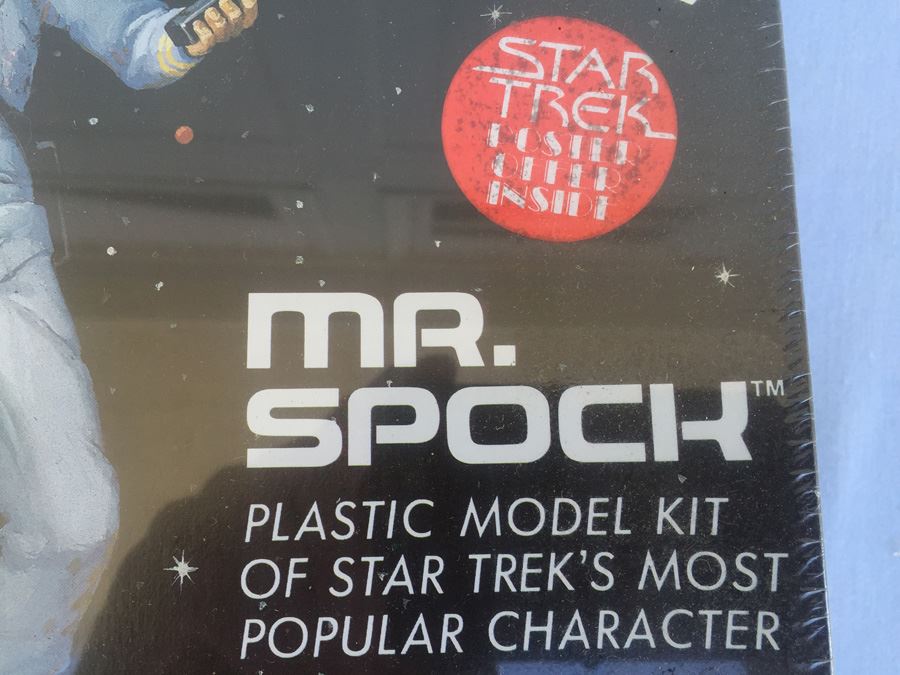 STAR
TREK
POSTER
OFFER
INSIDE
MR.
SPOCK™
PLASTIC MODEL KIT
OF STAR TREK'S MOST
POPULAR CHARACTER